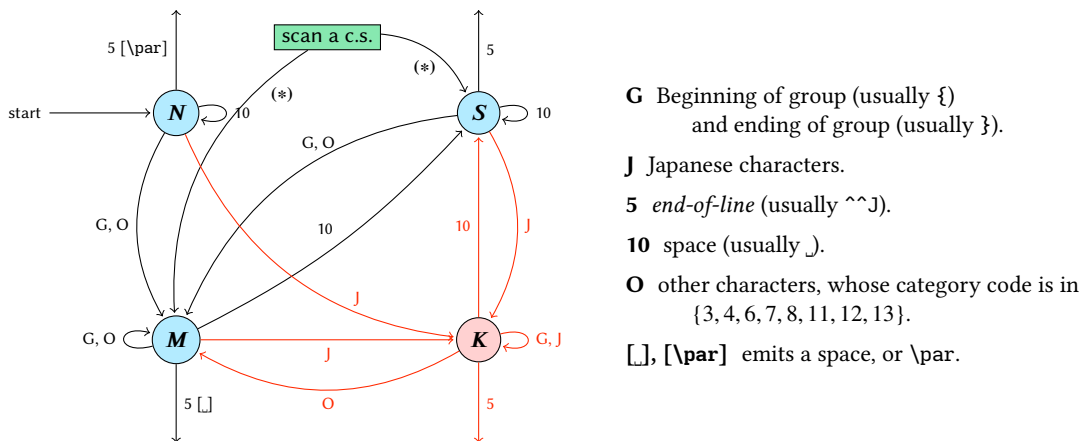 scan a c.s.
5 [\par]
5
(*)
(*)
start
N
10
S
10
G, O
G, O
J
10
10
J
J
G, O
M
J
K
G, J
O
5 [␣]
5
G Beginning of group (usually {)
and ending of group (usually }).
J Japanese characters.
5 end-of-line (usually ^^J).
10 space (usually ␣).
O other characters, whose category code is in
{3, 4, 6, 7, 8, 11, 12, 13}.
[␣], [\par] emits a space, or \par.